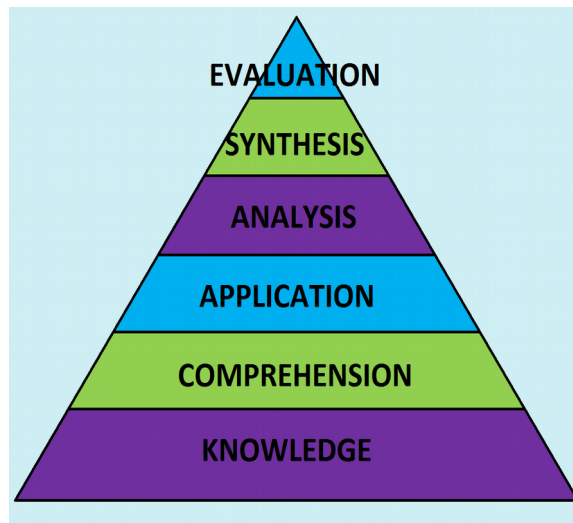 EVALUATION
SYNTHESIS
ANALYSIS
APPLICATION
COMPREHENSION
KNOWLEDGE